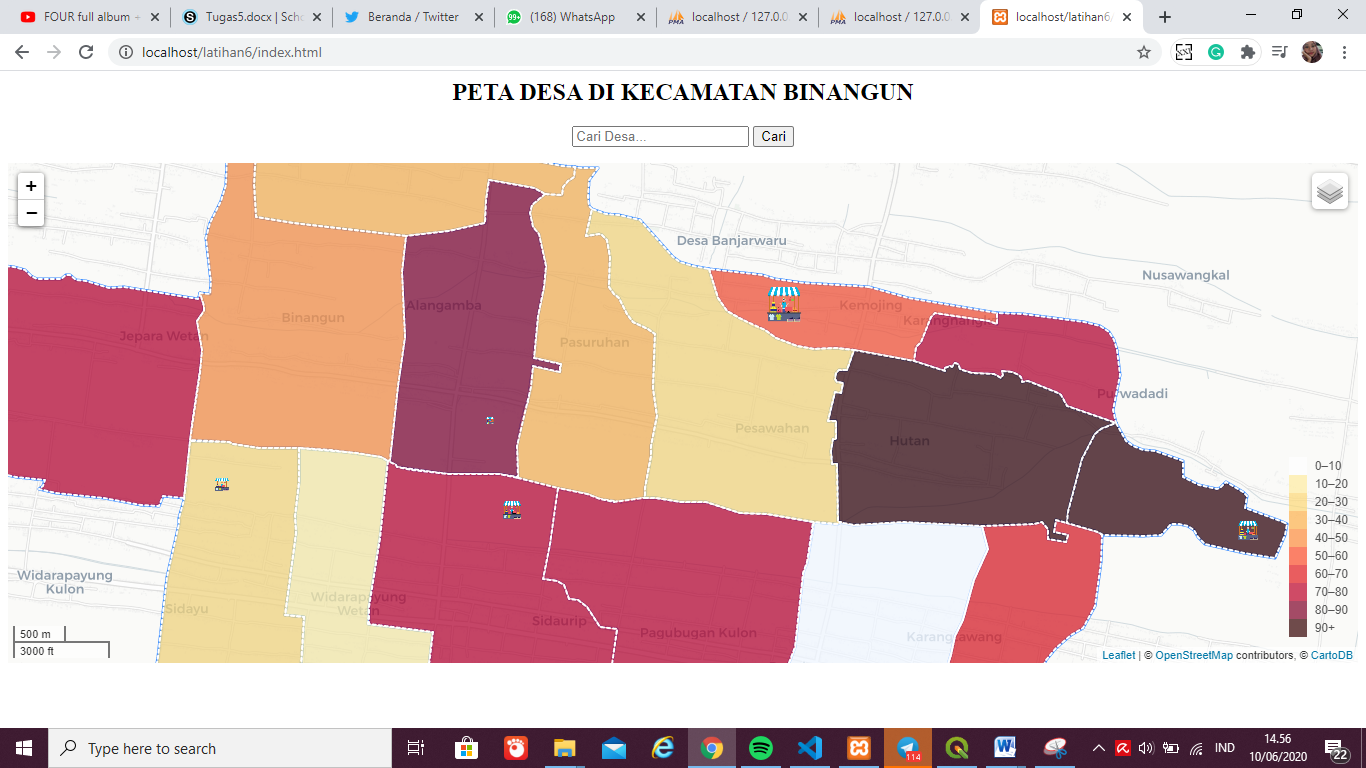 FOUR full album -
Tugas5.docx | Scho
Beranda / Twitter
(168) WhatsApp
localhost / 127.0.0
localhost / 127.0.0
localhost/latihan6/
localhost/latihan6/index.html
PETA DESA DI KECAMATAN BINANGUN
Cari Desa...
Cari
+
−
Desa Banjarwaru
Nusawangkal
Alangamba
Kemojing
Binangun
Jepara Wetan
Pasuruhan
Purwadadi
Pesawahan
Hutan
0–10
10–20
20–30
30–40
40–50
50–60
60–70
70–80
80–90
90+
Widarapayung
Kulon
Widarapayung
Wetan
Sidayu
Sidaurip
Pagubugan Kulon
Karangtawang
500 m
3000 ft
Leaflet | © OpenStreetMap contributors, © CartoDB
Type here to search
114
IND
14.56
10/06/2020
22